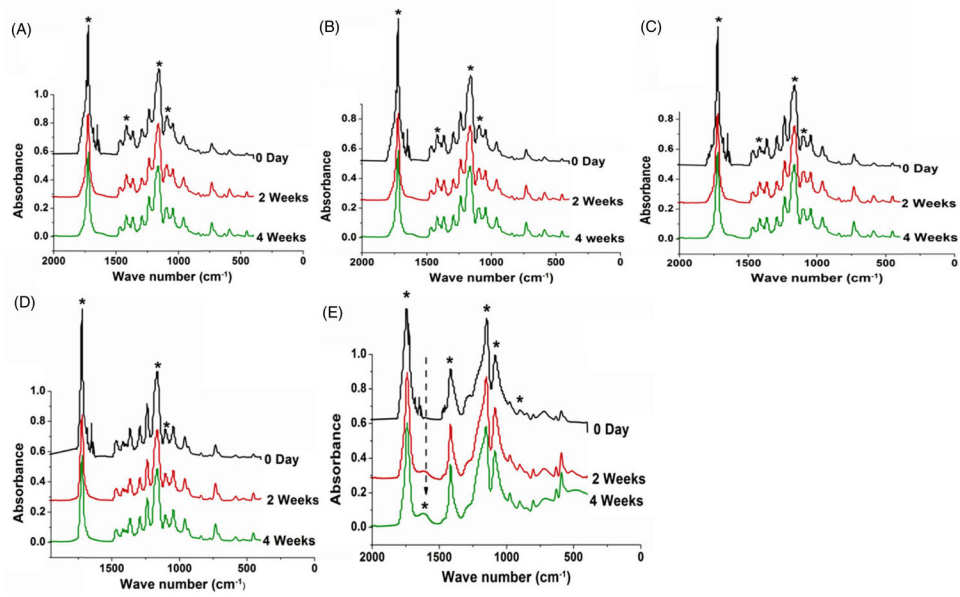 (A)
*
*
*
*
1.0
0.8
0.6
0.4
0.2
0.0
Absorbance
0 Day
2 Weeks
4 Weeks
2000 1500 1000 500 0
Wave number (cm⁻¹)
(B)
*
*
*
*
1.0
0.8
0.6
0.4
0.2
0.0
Absorbance
0 Day
2 Weeks
4 weeks
2000 1500 1000 500 0
Wave number (cm⁻¹)
(C)
*
*
*
*
1.0
0.8
0.6
0.4
0.2
0.0
Absorbance
0 Day
2 Weeks
4 Weeks
2000 1500 1000 500 0
Wave number (cm⁻¹)
(D)
*
*
*
1.0
0.8
0.6
0.4
0.2
0.0
Absorbance
0 Day
2 Weeks
4 Weeks
1500 1000 500 0
Wave number (cm⁻¹)
(E)
*
*
*
*
*
*
1.0
0.8
0.6
0.4
0.2
0.0
Absorbance
0 Day
2 Weeks
4 Weeks
2000 1500 1000 500 0
Wave number (cm⁻¹)